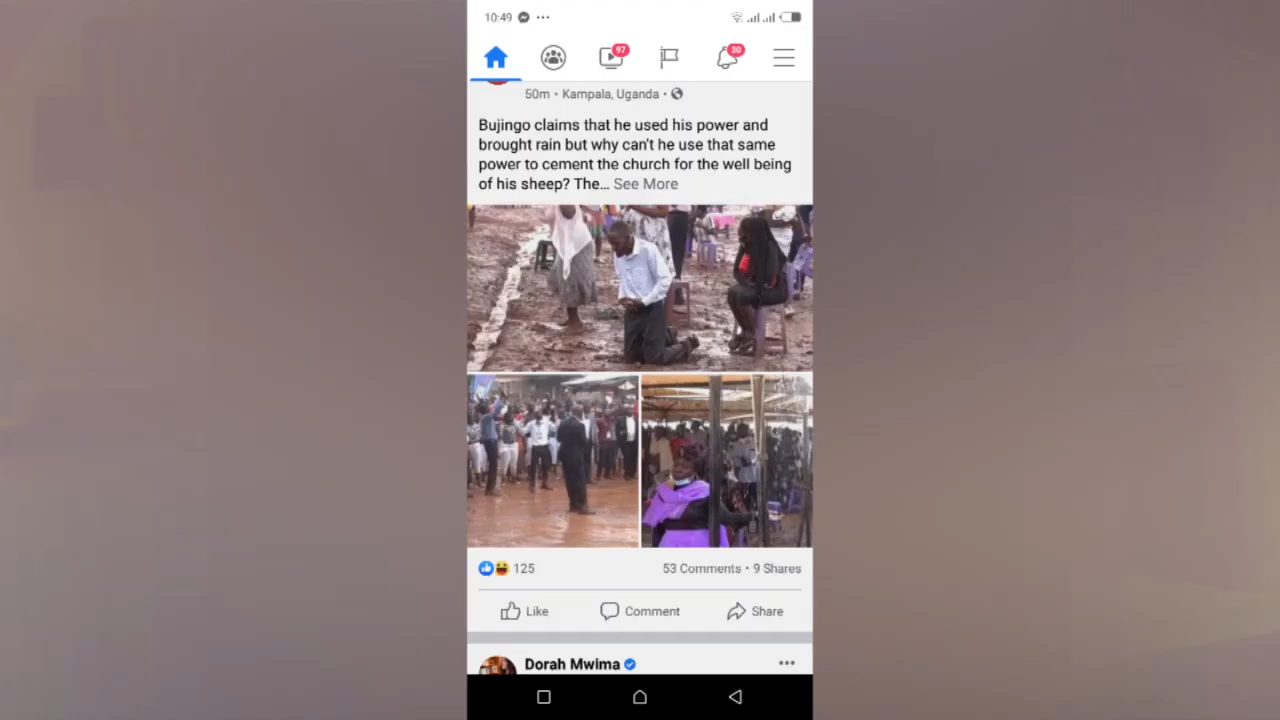 10:49
97
30
50m • Kampala, Uganda •
Bujingo claims that he used his power and
brought rain but why can't he use that same
power to cement the church for the well being
of his sheep? The... See More
125
53 Comments • 9 Shares
Like
Comment
Share
Dorah Mwima